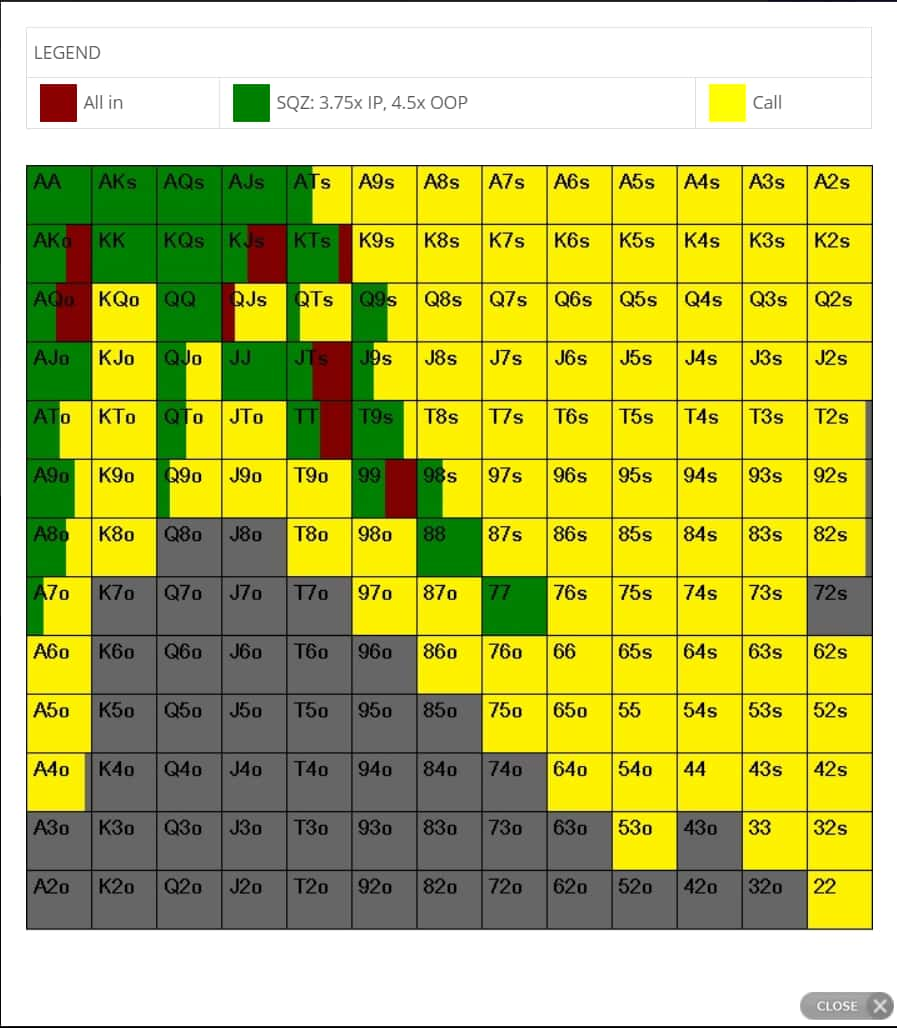 LEGEND
All in SQZ: 3.75x IP, 4.5x OOP Call
AA AKs AQs AJs ATs A9s A8s A7s A6s A5s A4s A3s A2s
AKo KK KQs KJs KTs K9s K8s K7s K6s K5s K4s K3s K2s
AQo KQo QQ QJs QTs Q9s Q8s Q7s Q6s Q5s Q4s Q3s Q2s
AJo KJo QJo JJ JTs J9s J8s J7s J6s J5s J4s J3s J2s
ATo KTo QTo JTo TT T9s T8s T7s T6s T5s T4s T3s T2s
A9o K9o Q9o J9o T9o 99 98s 97s 96s 95s 94s 93s 92s
A8o K8o Q8o J8o T8o 98o 88 87s 86s 85s 84s 83s 82s
A7o K7o Q7o J7o T7o 97o 87o 77 76s 75s 74s 73s 72s
A6o K6o Q6o J6o T6o 96o 86o 76o 66 65s 64s 63s 62s
A5o K5o Q5o J5o T5o 95o 85o 75o 65o 55 54s 53s 52s
A4o K4o Q4o J4o T4o 94o 84o 74o 64o 54o 44 43s 42s
A3o K3o Q3o J3o T3o 93o 83o 73o 63o 53o 43o 33 32s
A2o K2o Q2o J2o T2o 92o 82o 72o 62o 52o 42o 32o 22
CLOSE